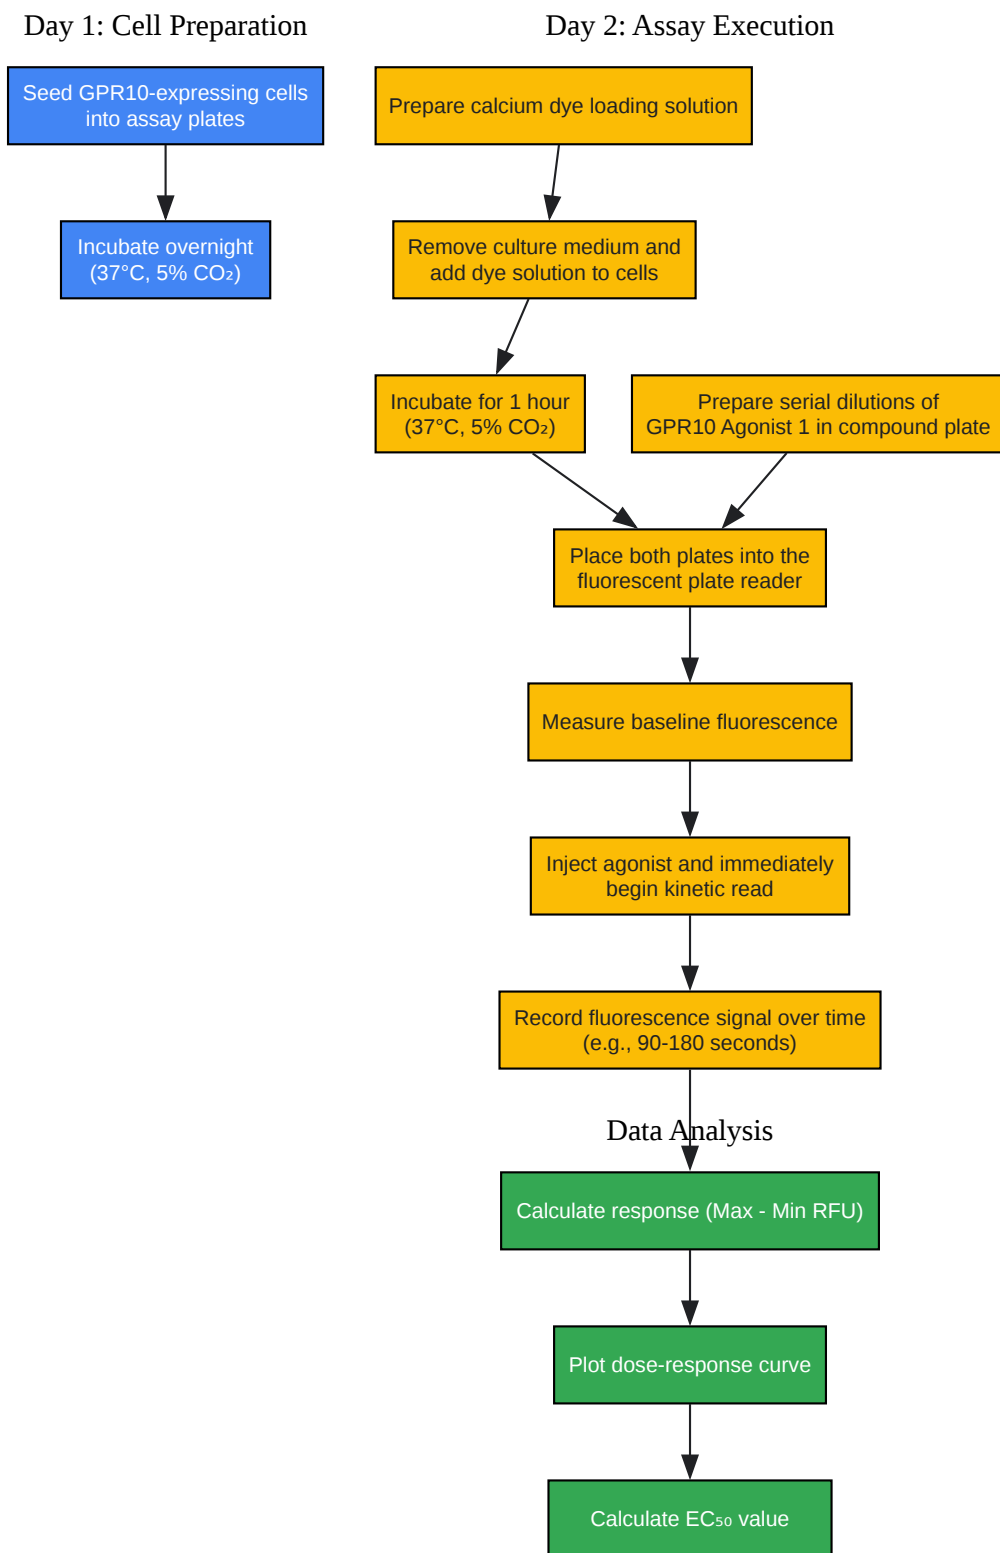 Day 1: Cell Preparation
Seed GPR10-expressing cells
into assay plates
Incubate overnight
(37°C, 5% CO₂)
Day 2: Assay Execution
Prepare calcium dye loading solution
Remove culture medium and
add dye solution to cells
Incubate for 1 hour
(37°C, 5% CO₂)
Prepare serial dilutions of
GPR10 Agonist 1 in compound plate
Place both plates into the
fluorescent plate reader
Measure baseline fluorescence
Inject agonist and immediately
begin kinetic read
Record fluorescence signal over time
(e.g., 90-180 seconds)
Data Analysis
Calculate response (Max - Min RFU)
Plot dose-response curve
Calculate EC₅₀ value